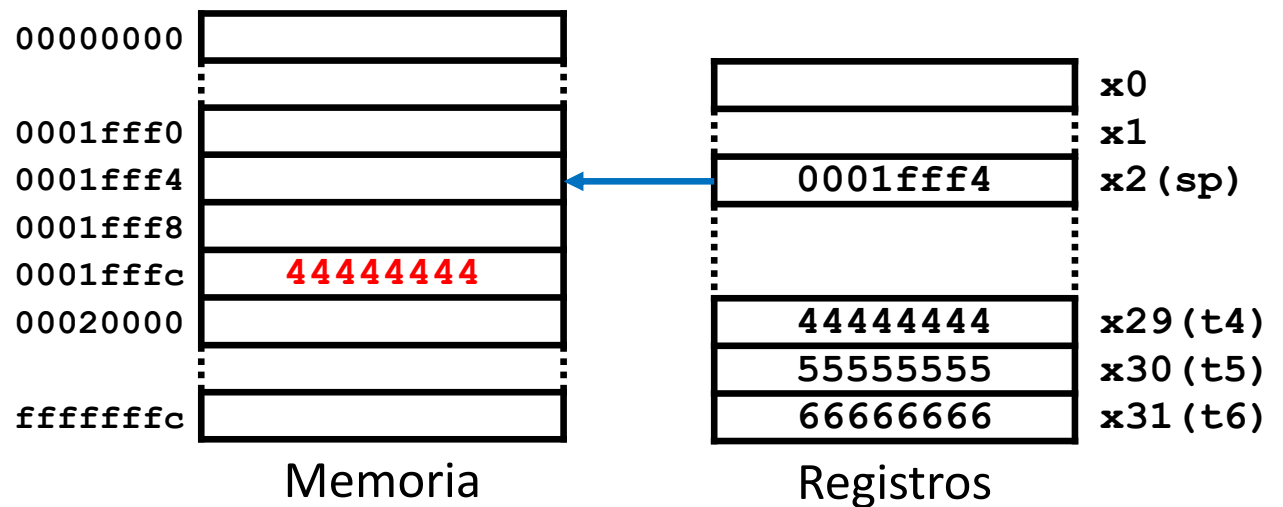 00000000
x0
0001fff0
x1
0001fff4
0001fff4 x2(sp)
0001fff8
0001fffc 44444444
00020000
44444444 x29(t4)
55555555 x30(t5)
fffffffc
66666666 x31(t6)
Memoria
Registros